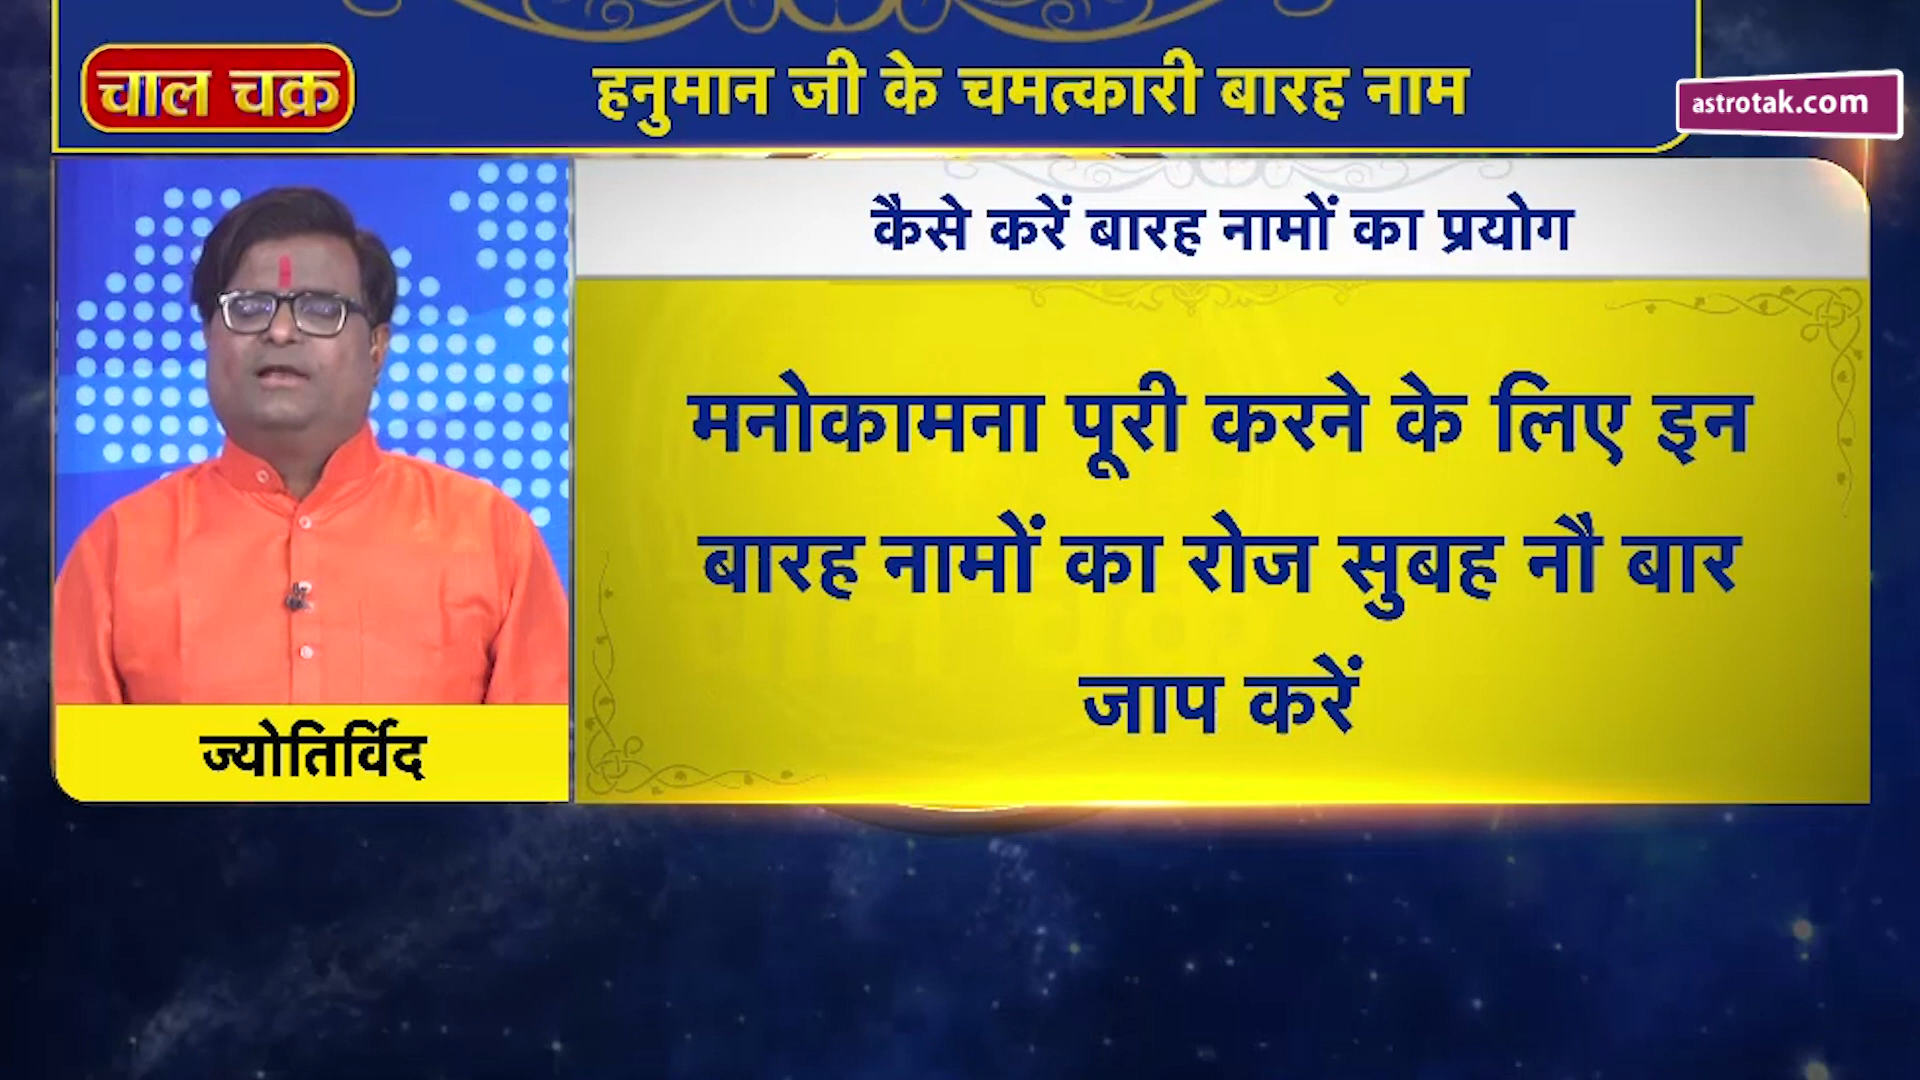 चाल चक्र
हनुमान जी के चमत्कारी बारह नाम
astrotak.com
कैसे करें बारह नामों का प्रयोग
मनोकामना पूरी करने के लिए इन
बारह नामों का रोज सुबह नौ बार
जाप करें
ज्योतिर्विद